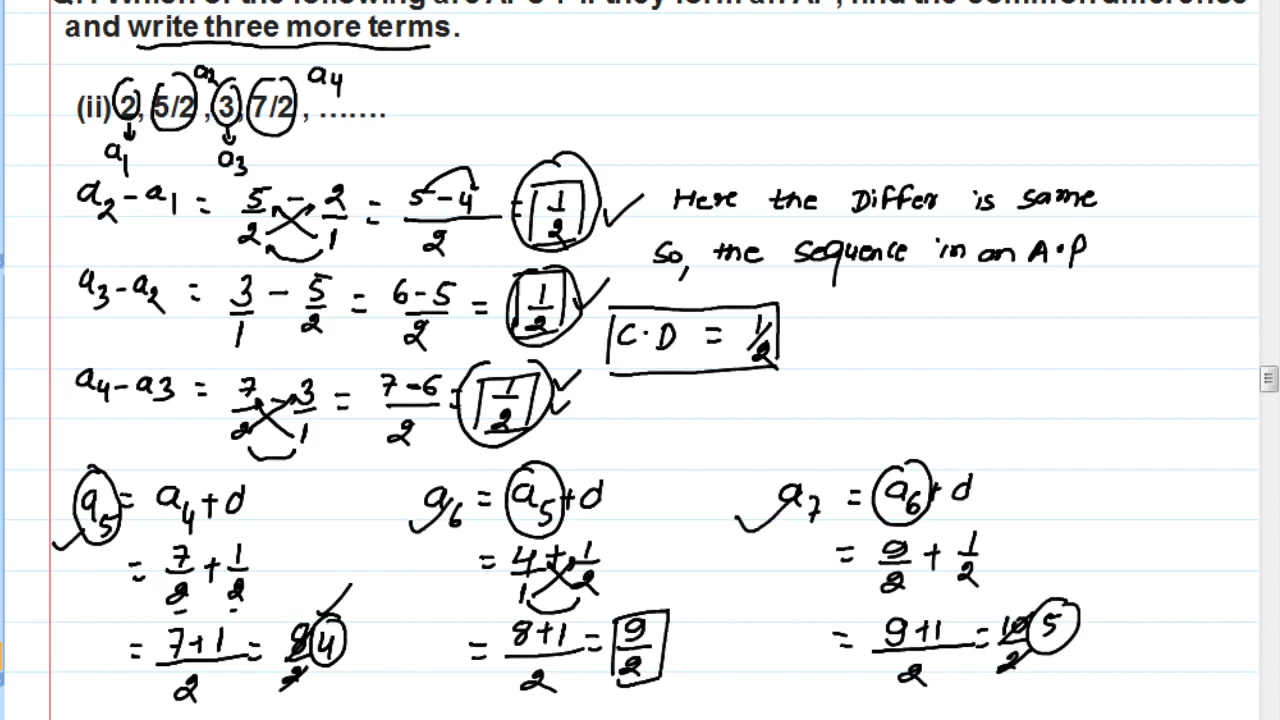 and write three more terms.
a2 a4
(ii) 2, 5/2 , 3, 7/2 , .......
a1 a3
a2 - a1 = 5/2 - 2/1 = 5-4/2 = 1/2 Here the Differ is same
So, the sequence in an A.P
a3 - a2 = 3/1 - 5/2 = 6-5/2 = 1/2
C.D = 1/2
a4 - a3 = 7/2 - 3/1 = 7-6/2 = 1/2
a5 = a4 + d
= 7/2 + 1/2
= 7+1/2 = 8/2 4
a6 = a5 + d
= 4/1 + 1/2
= 8+1/2 = 9/2
a7 = a6 + d
= 9/2 + 1/2
= 9+1/2 = 10/2 5